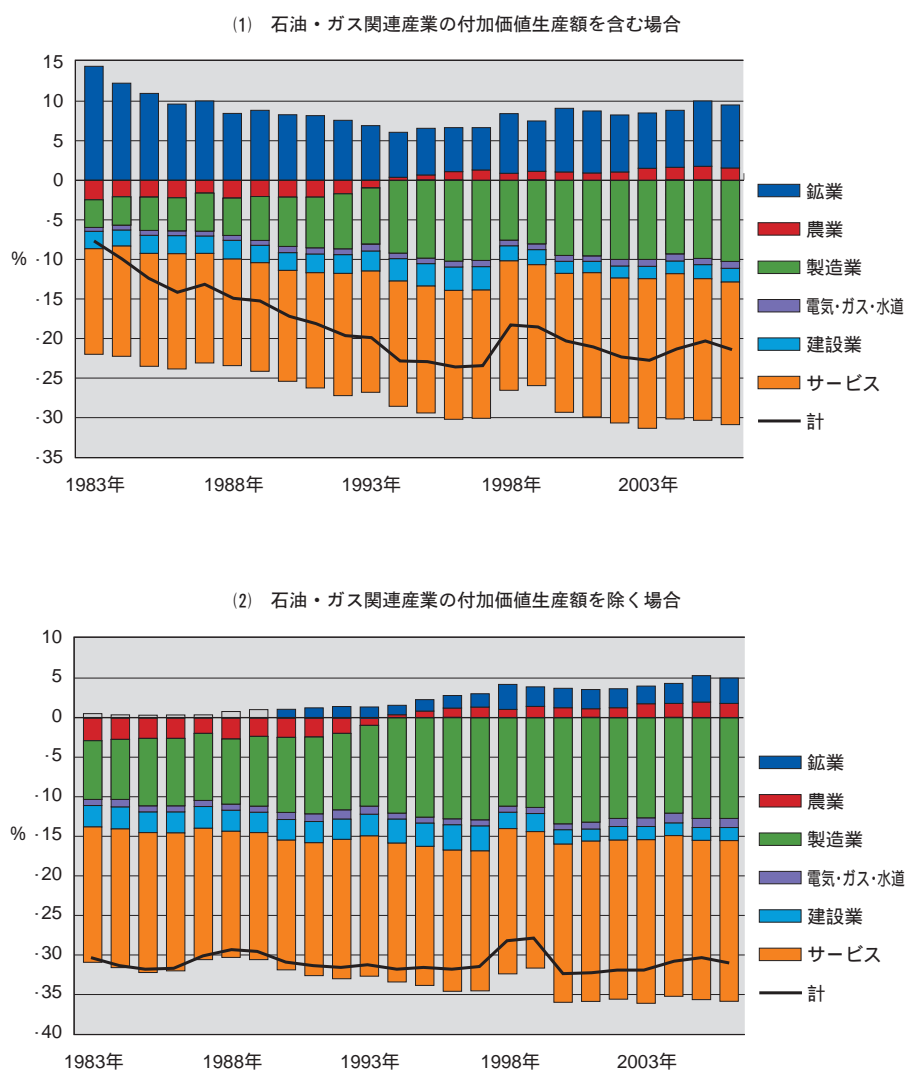 ⑴ 石油・ガス関連産業の付加価値生産額を含む場合
15
10
5
0
-5
-10
-15
-20
-25
-30
-35
%
1983年 1988年 1993年 1998年 2003年
鉱業
農業
製造業
電気・ガス・水道
建設業
サービス
計
⑵ 石油・ガス関連産業の付加価値生産額を除く場合
10
5
0
-5
-10
-15
-20
-25
-30
-35
-40
%
1983年 1988年 1993年 1998年 2003年
鉱業
農業
製造業
電気・ガス・水道
建設業
サービス
計